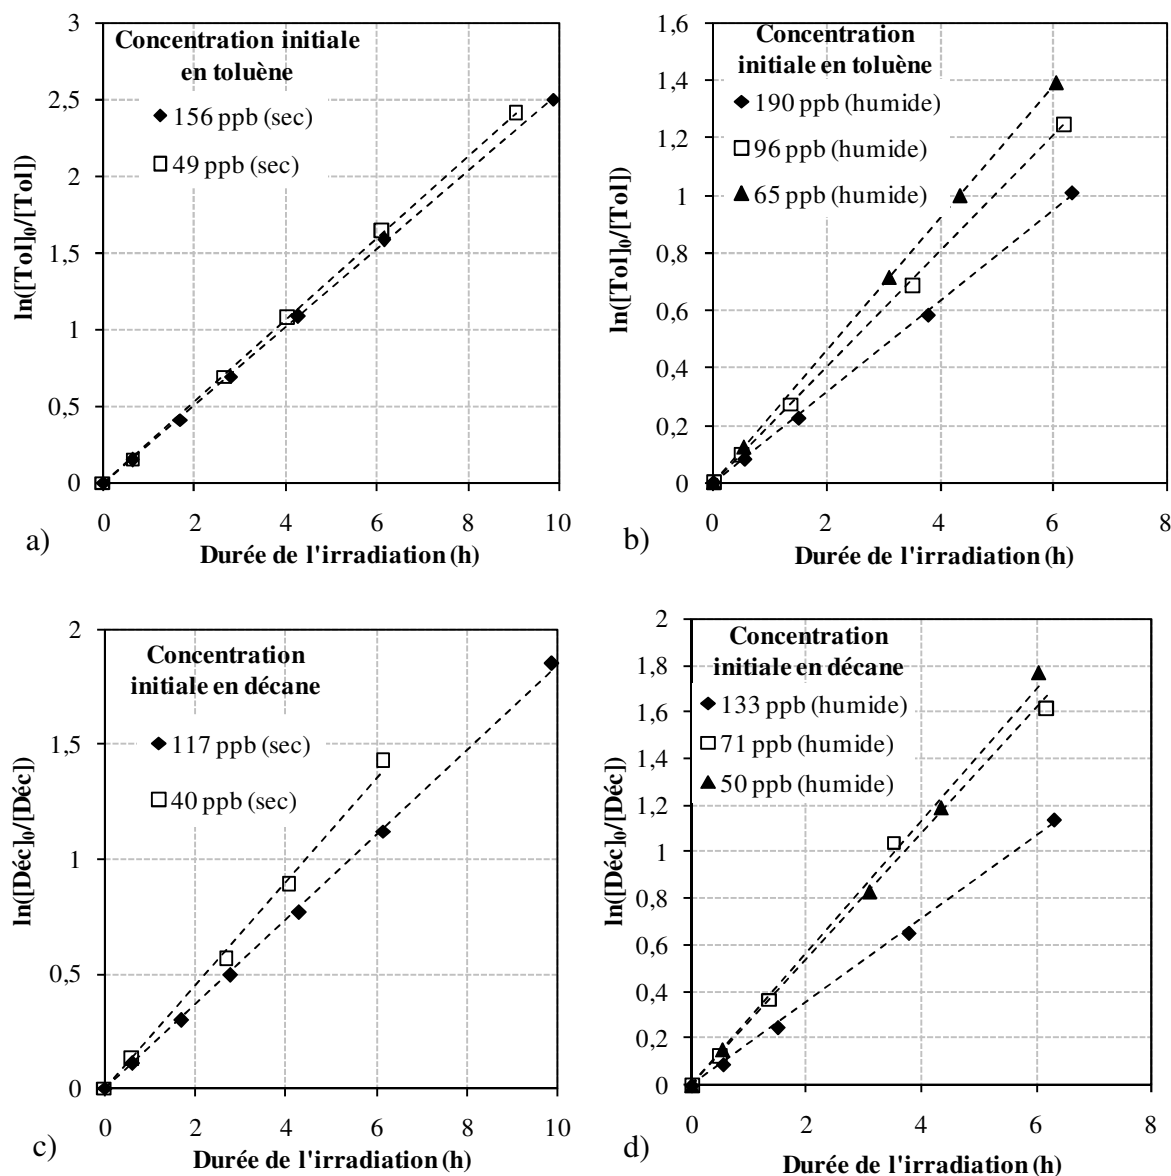 Concentration initiale
en toluène
156 ppb (sec)
49 ppb (sec)
3
2,5
2
1,5
1
0,5
0
ln([Tol]₀/[Tol])
0 2 4 6 8 10
Durée de l'irradiation (h)
a)
Concentration
initiale en toluène
190 ppb (humide)
96 ppb (humide)
65 ppb (humide)
1,6
1,4
1,2
1
0,8
0,6
0,4
0,2
0
ln([Tol]₀/[Tol])
0 2 4 6 8
Durée de l'irradiation (h)
b)
Concentration
initiale en décane
117 ppb (sec)
40 ppb (sec)
2
1,5
1
0,5
0
ln([Déc]₀/[Déc])
0 2 4 6 8 10
Durée de l'irradiation (h)
c)
Concentration
initiale en décane
133 ppb (humide)
71 ppb (humide)
50 ppb (humide)
2
1,8
1,6
1,4
1,2
1
0,8
0,6
0,4
0,2
0
ln([Déc]₀/[Déc])
0 2 4 6 8
Durée de l'irradiation (h)
d)